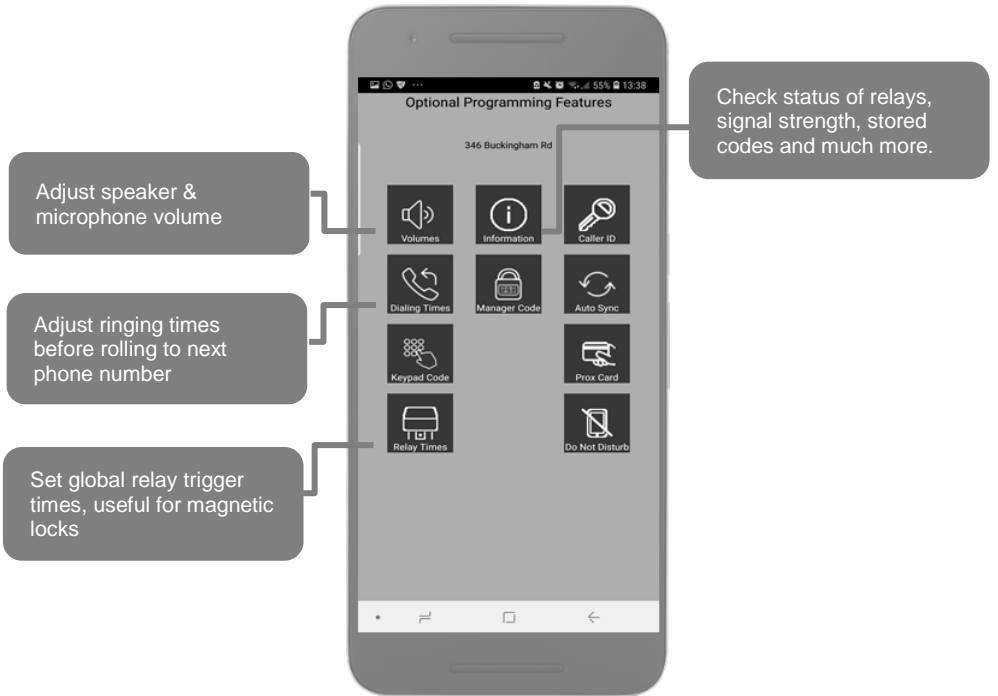 55% 13:38
Optional Programming Features
346 Buckingham Rd
Check status of relays,
signal strength, stored
codes and much more.
Adjust speaker &
microphone volume
Volumes
Information
Caller ID
Adjust ringing times
before rolling to next
phone number
Dialing Times
Manager Code
Auto Sync
Keypad Code
Prox Card
Set global relay trigger
times, useful for magnetic
locks
Relay Times
Do Not Disturb